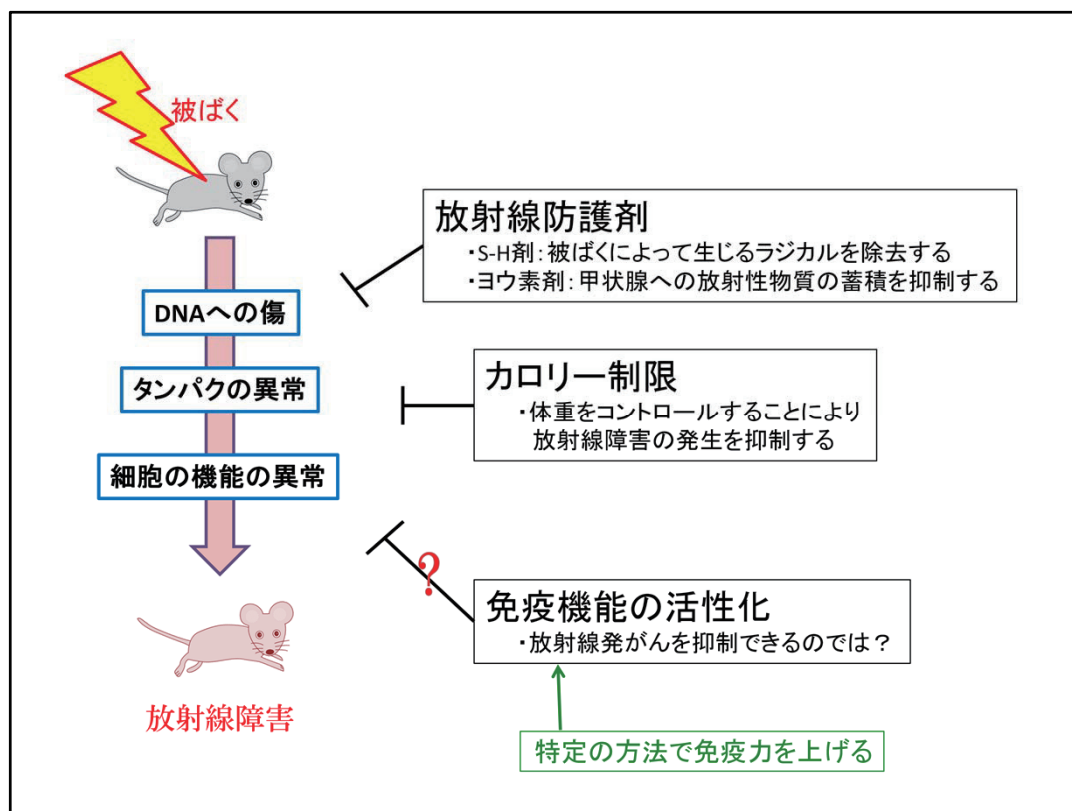 被ばく
放射線防護剤
・S-H剤：被ばくによって生じるラジカルを除去する
・ヨウ素剤：甲状腺への放射性物質の蓄積を抑制する
DNAへの傷
タンパクの異常
細胞の機能の異常
カロリー制限
・体重をコントロールすることにより
放射線障害の発生を抑制する
?
免疫機能の活性化
・放射線発がんを抑制できるのでは？
放射線障害
特定の方法で免疫力を上げる